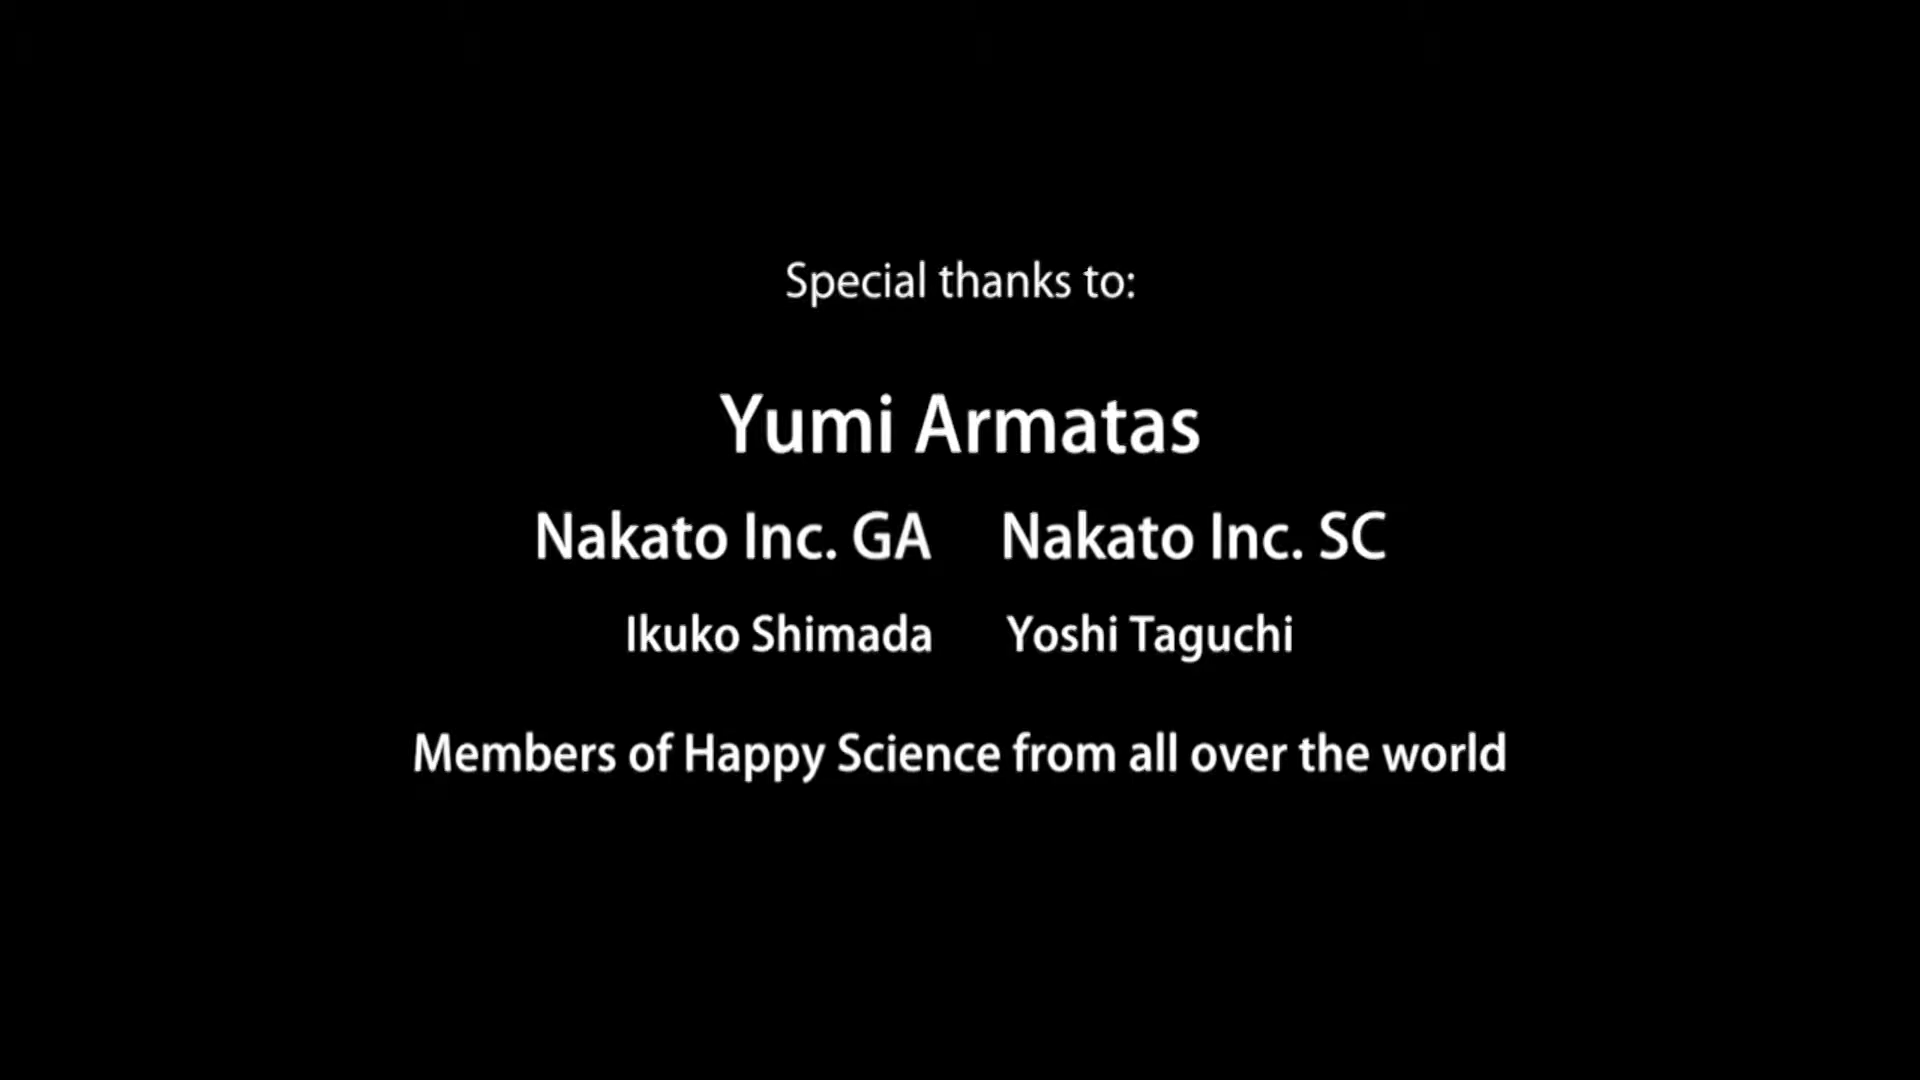 Special thanks to:
Yumi Armatas
Nakato Inc. GA Nakato Inc. SC
Ikuko Shimada Yoshi Taguchi
Members of Happy Science from all over the world